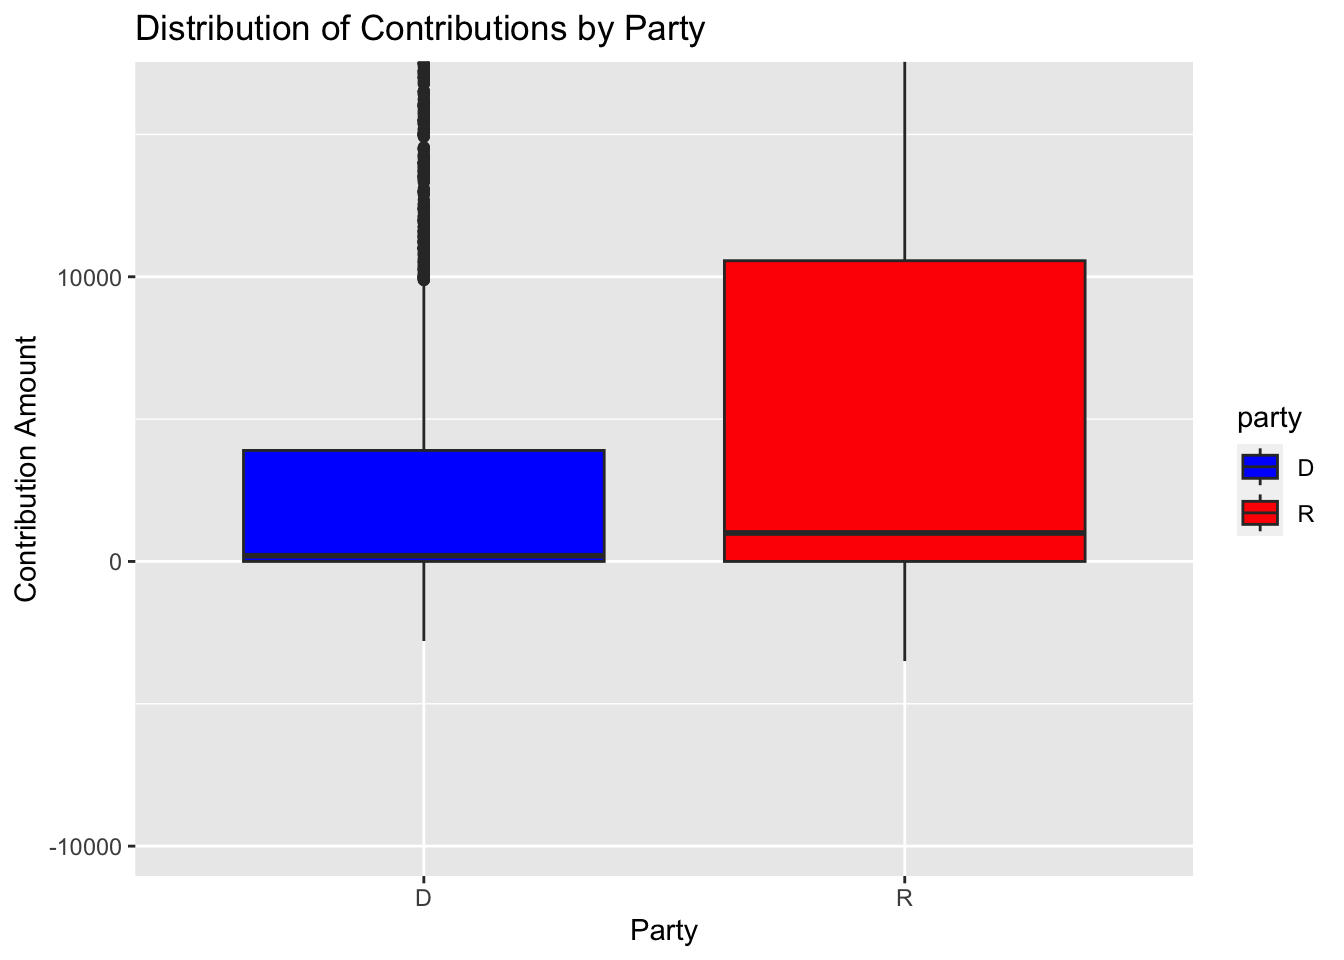 Distribution of Contributions by Party
Contribution Amount
10000
0
-10000
D
R
Party
party
D
R